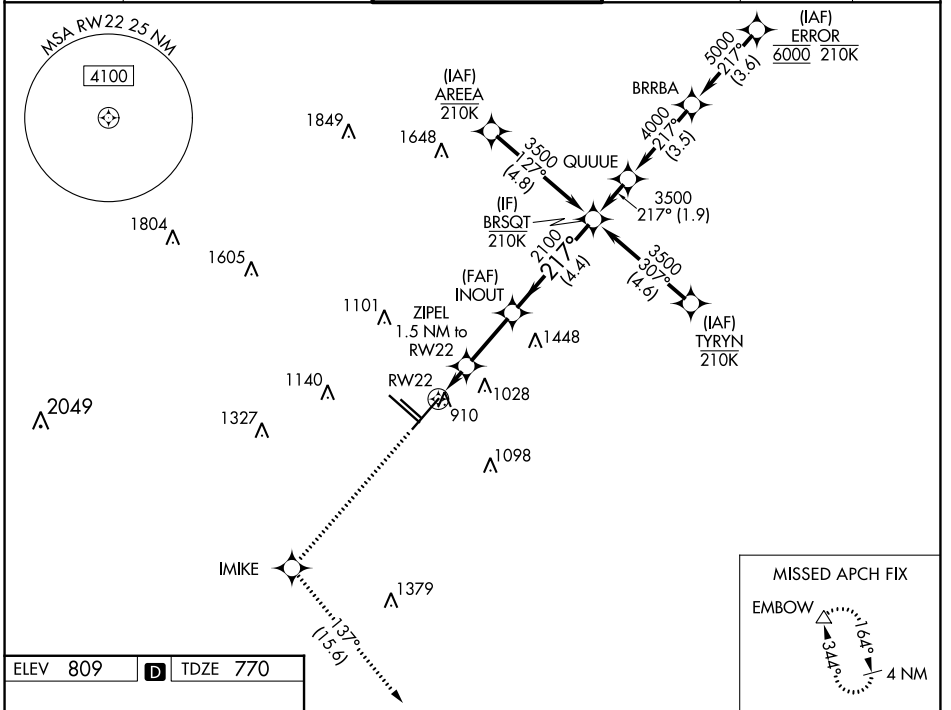 MSA RW22 25 NM
4100
(IAF)
ERROR
6000 210K
5000
217°
(3.6)
BRRBA
4000
217°
(3.5)
(IAF)
AREEA
210K
1849
1648
3500
127°
(4.8)
QUUUE
3500
217° (1.9)
(IF)
BRSQT
210K
2100
217°
(4.4)
3500
307°
(4.6)
(IAF)
TYRYN
210K
1804
1605
(FAF)
INOUT
1101
ZIPEL
1.5 NM to
RW22
1448
1140
RW22
1028
910
2049
1327
1098
IMIKE
1379
137°
(15.6)
MISSED APCH FIX
EMBOW
164°
344°
4 NM
ELEV 809
D
TDZE 770